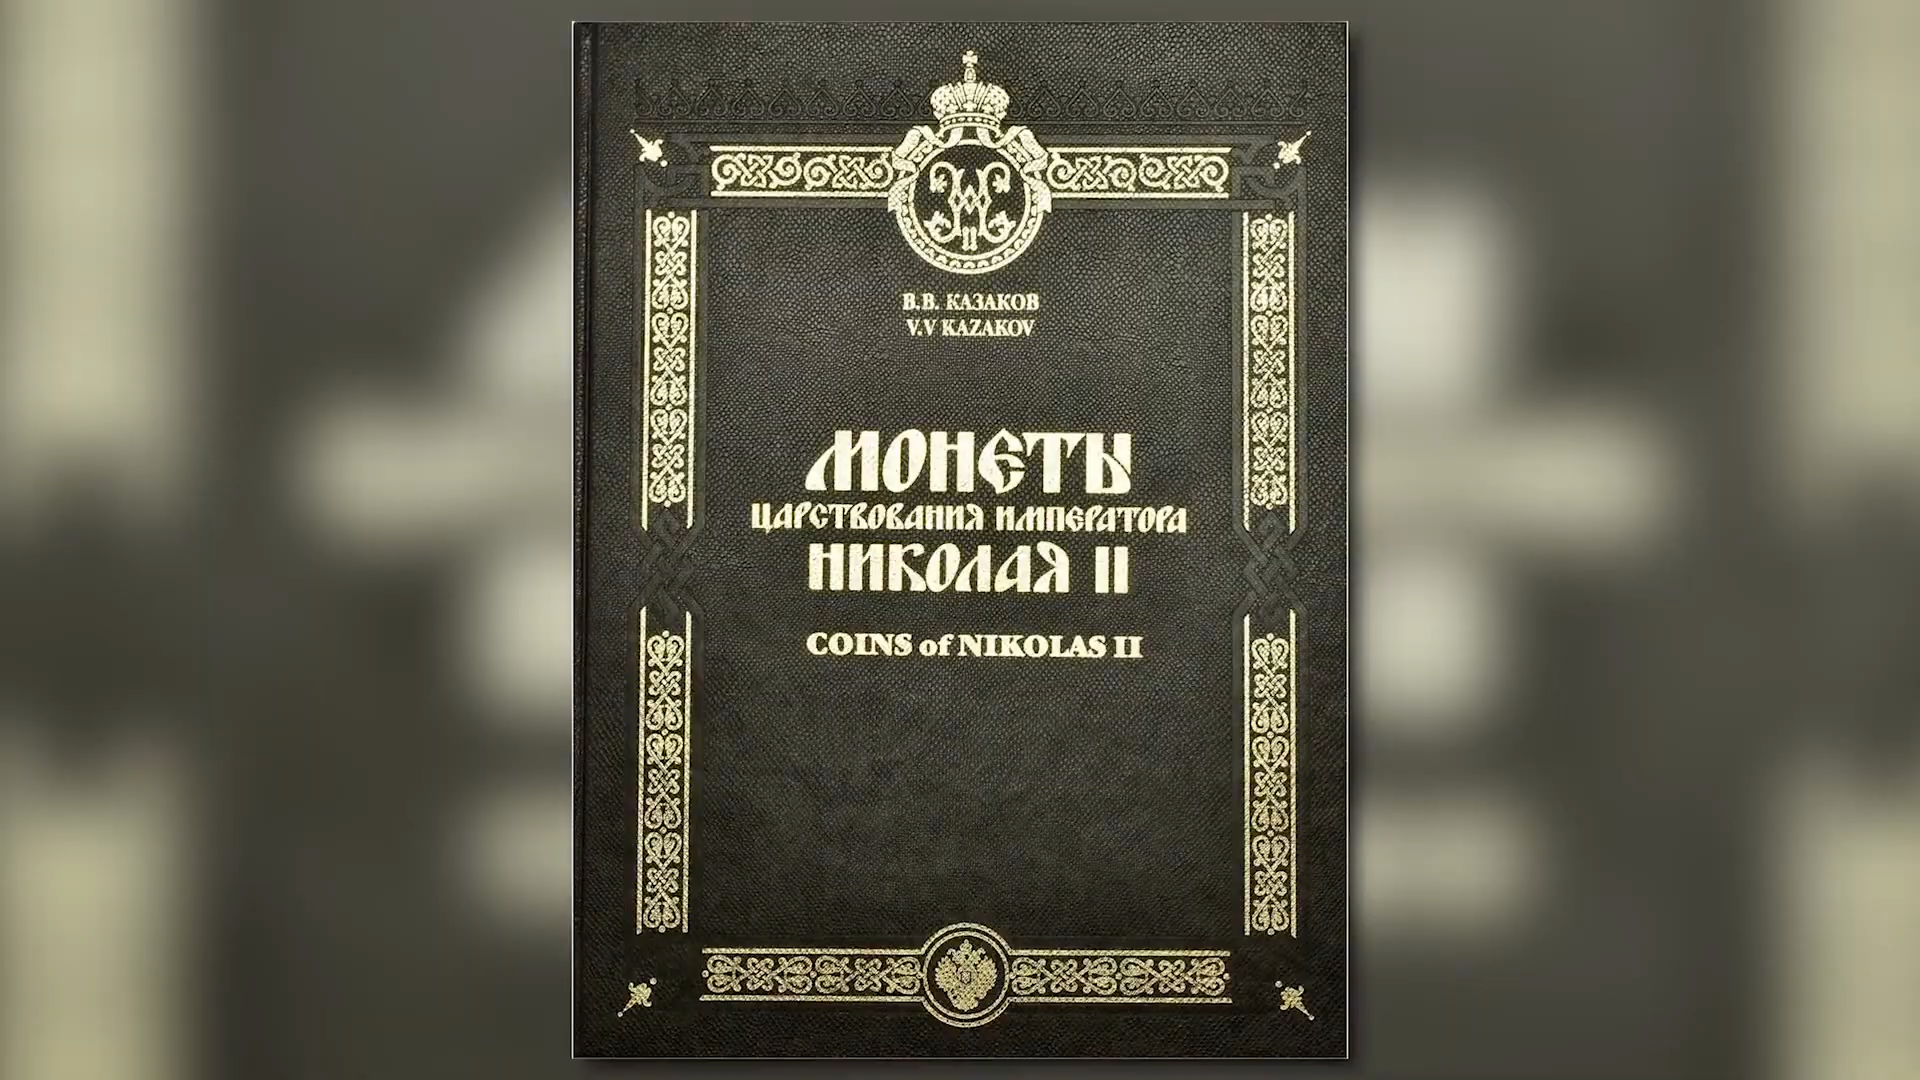 В.В. КАЗАКОВ
V.V KAZAKOV
МОНЕТЫ
ЦАРСТВОВАНИЯ ИМПЕРАТОРА
НИКОЛАЯ II
COINS of NIKOLAS II